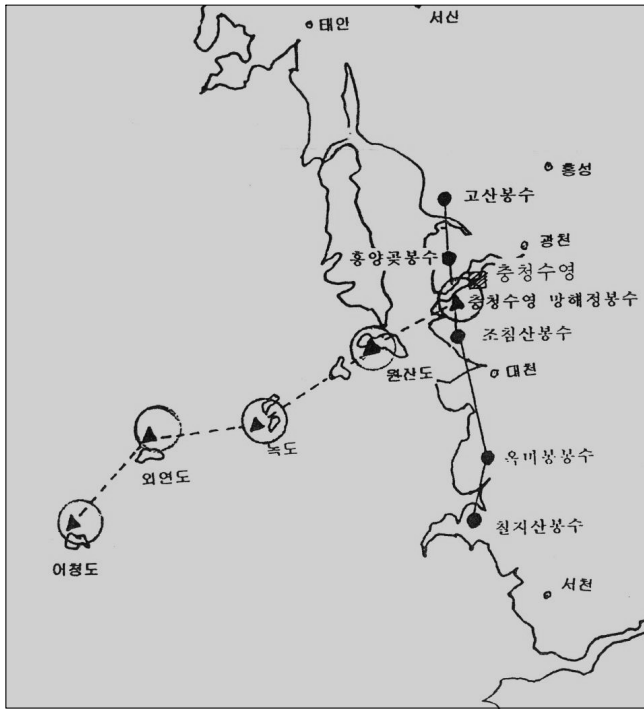 태안
서산
홍성
고산봉수
광천
흥양곶봉수
충청수영
충청수영 망해정봉수
조침산봉수
원산도
대천
녹도
외연도
옥미봉봉수
칠지산봉수
어청도
서천